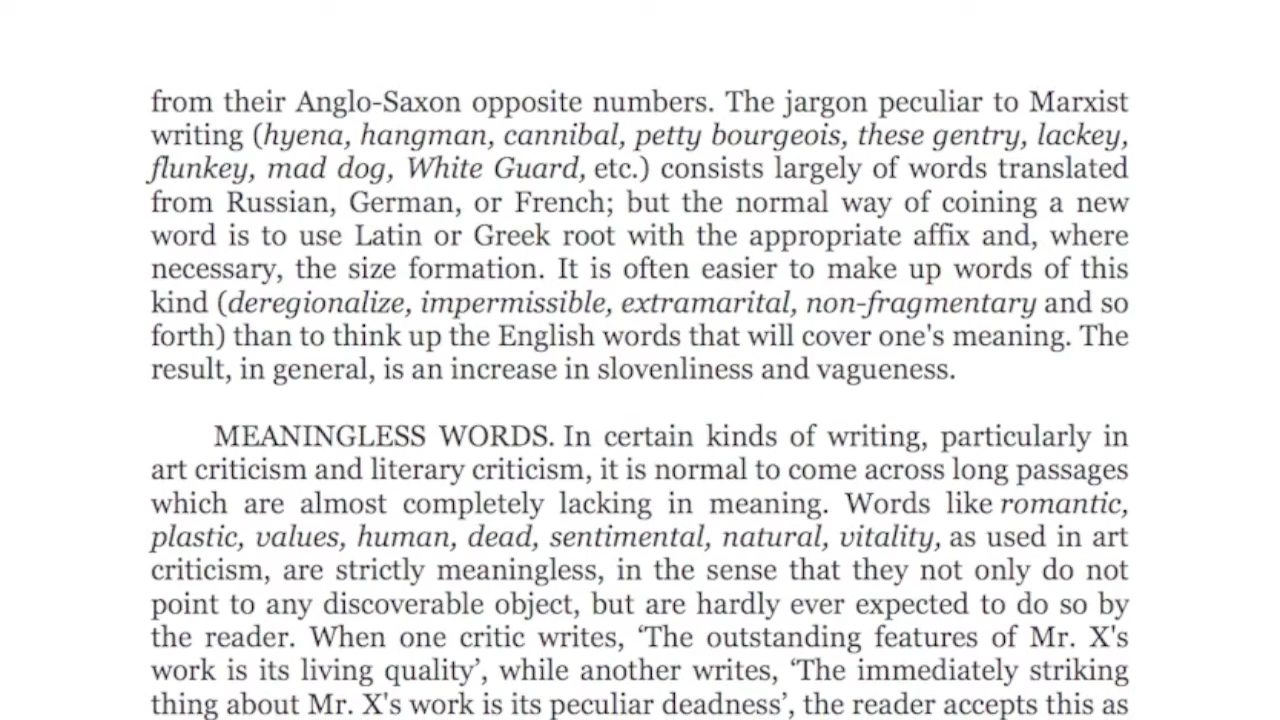 from their Anglo-Saxon opposite numbers. The jargon peculiar to Marxist
writing (hyena, hangman, cannibal, petty bourgeois, these gentry, lackey,
flunkey, mad dog, White Guard, etc.) consists largely of words translated
from Russian, German, or French; but the normal way of coining a new
word is to use Latin or Greek root with the appropriate affix and, where
necessary, the size formation. It is often easier to make up words of this
kind (deregionalize, impermissible, extramarital, non-fragmentary and so
forth) than to think up the English words that will cover one's meaning. The
result, in general, is an increase in slovenliness and vagueness.
MEANINGLESS WORDS. In certain kinds of writing, particularly in
art criticism and literary criticism, it is normal to come across long passages
which are almost completely lacking in meaning. Words like romantic,
plastic, values, human, dead, sentimental, natural, vitality, as used in art
criticism, are strictly meaningless, in the sense that they not only do not
point to any discoverable object, but are hardly ever expected to do so by
the reader. When one critic writes, ‘The outstanding features of Mr. X's
work is its living quality’, while another writes, ‘The immediately striking
thing about Mr. X's work is its peculiar deadness’, the reader accepts this as